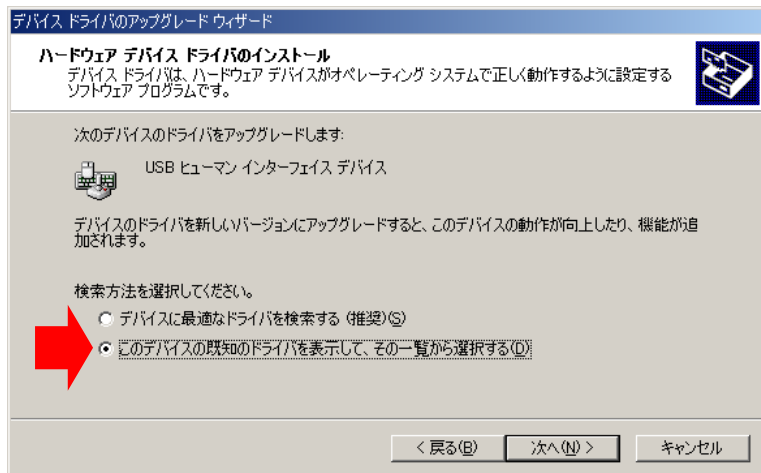 デバイス ドライバのアップグレード ウィザード
ハードウェア デバイス ドライバのインストール
デバイス ドライバは、ハードウェア デバイスがオペレーティング システムで正しく動作するように設定する
ソフトウェア プログラムです。
次のデバイスのドライバをアップグレードします:
USB ヒューマン インターフェイス デバイス
デバイスのドライバを新しいバージョンにアップグレードすると、このデバイスの動作が向上したり、機能が追
加されます。
検索方法を選択してください。
デバイスに最適なドライバを検索する (推奨)(S)
このデバイスの既知のドライバを表示して、その一覧から選択する(D)
< 戻る(B) 次へ(N) > キャンセル